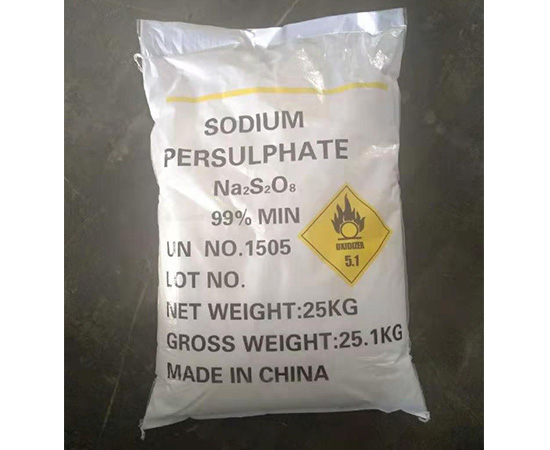 SODIUM
PERSULPHATE
Na₂S₂O₈
99% MIN
UN NO.1505
LOT NO.
NET WEIGHT:25KG
GROSS WEIGHT:25.1KG
MADE IN CHINA
OXIDIZER
5.1